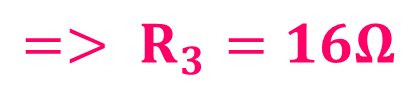 => R₃ = 16Ω